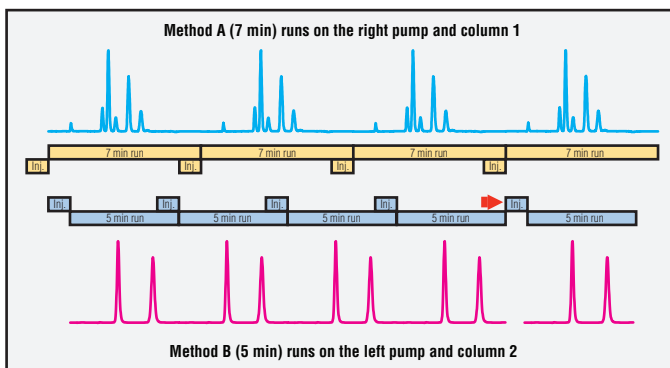 Method A (7 min) runs on the right pump and column 1
7 min run 7 min run 7 min run 7 min run
Inj. Inj. Inj. Inj.
Inj. Inj. Inj. Inj. Inj.
5 min run 5 min run 5 min run 5 min run 5 min run
Method B (5 min) runs on the left pump and column 2